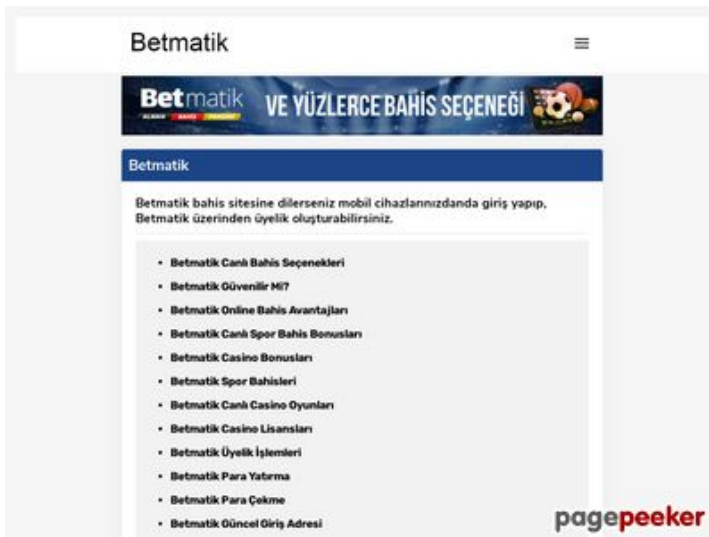 Betmatik
Betmatik VE YÜZLERCE BAHİS SEÇENEĞİ
Betmatik
Betmatik bahis sitesine dilerseniz mobil cihazlarınızdanda giriş yapıp,
Betmatik üzerinden üyelik oluşturabilirsiniz.
• Betmatik Canlı Bahis Seçenekleri
• Betmatik Güvenilir Mi?
• Betmatik Online Bahis Avantajları
• Betmatik Canlı Spor Bahis Bonusları
• Betmatik Casino Bonusları
• Betmatik Spor Bahisleri
• Betmatik Canlı Casino Oyunları
• Betmatik Casino Lisansları
• Betmatik Üyelik İşlemleri
• Betmatik Para Yatırma
• Betmatik Para Çekme
• Betmatik Güncel Giriş Adresi
pagepeeker